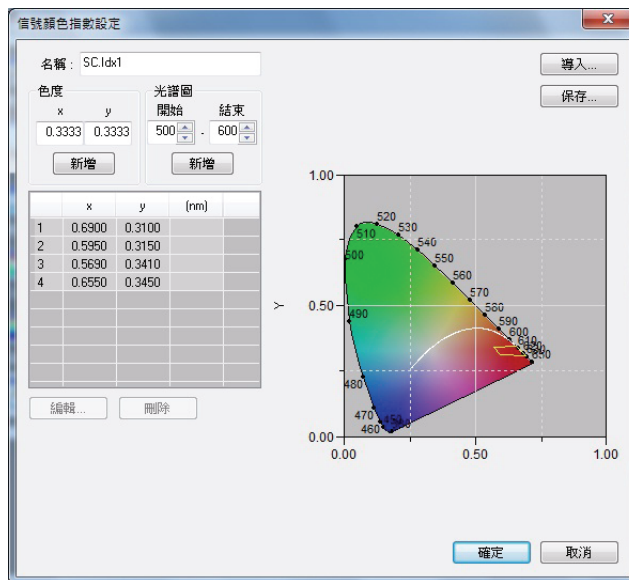 信號顏色指數設定
名稱： SC.Idx1
導入...
保存...
色度 光譜圖
x y 開始 結束
0.3333 0.3333 500 - 600
新增 新增
x y (nm)
1 0.6900 0.3100
2 0.5950 0.3150
3 0.5690 0.3410
4 0.6550 0.3450
編輯... 刪除
1.00
520
510 530
540
500 550
560
570
580
0.50 590
490 600
610
Y
480
470
460
0.00
0.00 0.50 1.00
確定 取消